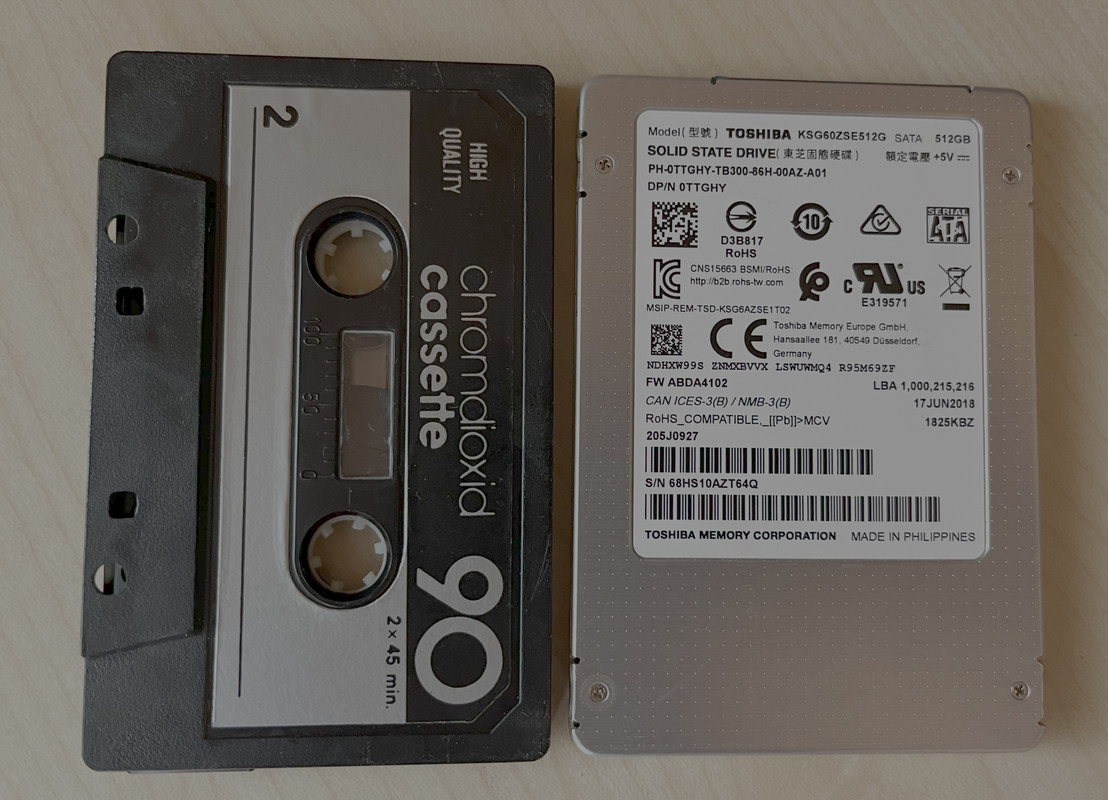 2
HIGH
QUALITY
chromdioxid
cassette
90
2 × 45 min.
100
50
0
Model(型號) TOSHIBA KSG60ZSE512G SATA 512GB
SOLID STATE DRIVE(東芝固態硬碟) 額定電壓 +5V
PH-0TTGHY-TB300-86H-00AZ-A01
DP/N 0TTGHY
D3B817
RoHS
10
SERIAL
ATA
CNS15663 BSMI/RoHS:
http://b2b.rohs-tw.com
c RU ® US
E319571
MSIP-REM-TSD-KSG6AZSE1T02
CE
Toshiba Memory Europe GmbH,
Hansaallee 181, 40549 Düsseldorf,
Germany
NDHXW99S ZNMXBVVX LSWUWMQ4 R95M69ZF
FW ABDA4102 LBA 1,000,215,216
CAN ICES-3(B) / NMB-3(B) 17JUN2018
RoHS_COMPATIBLE,_[[Pb]]>MCV 1825KBZ
205J0927
S/N 68HS10AZT64Q
TOSHIBA MEMORY CORPORATION MADE IN PHILIPPINES